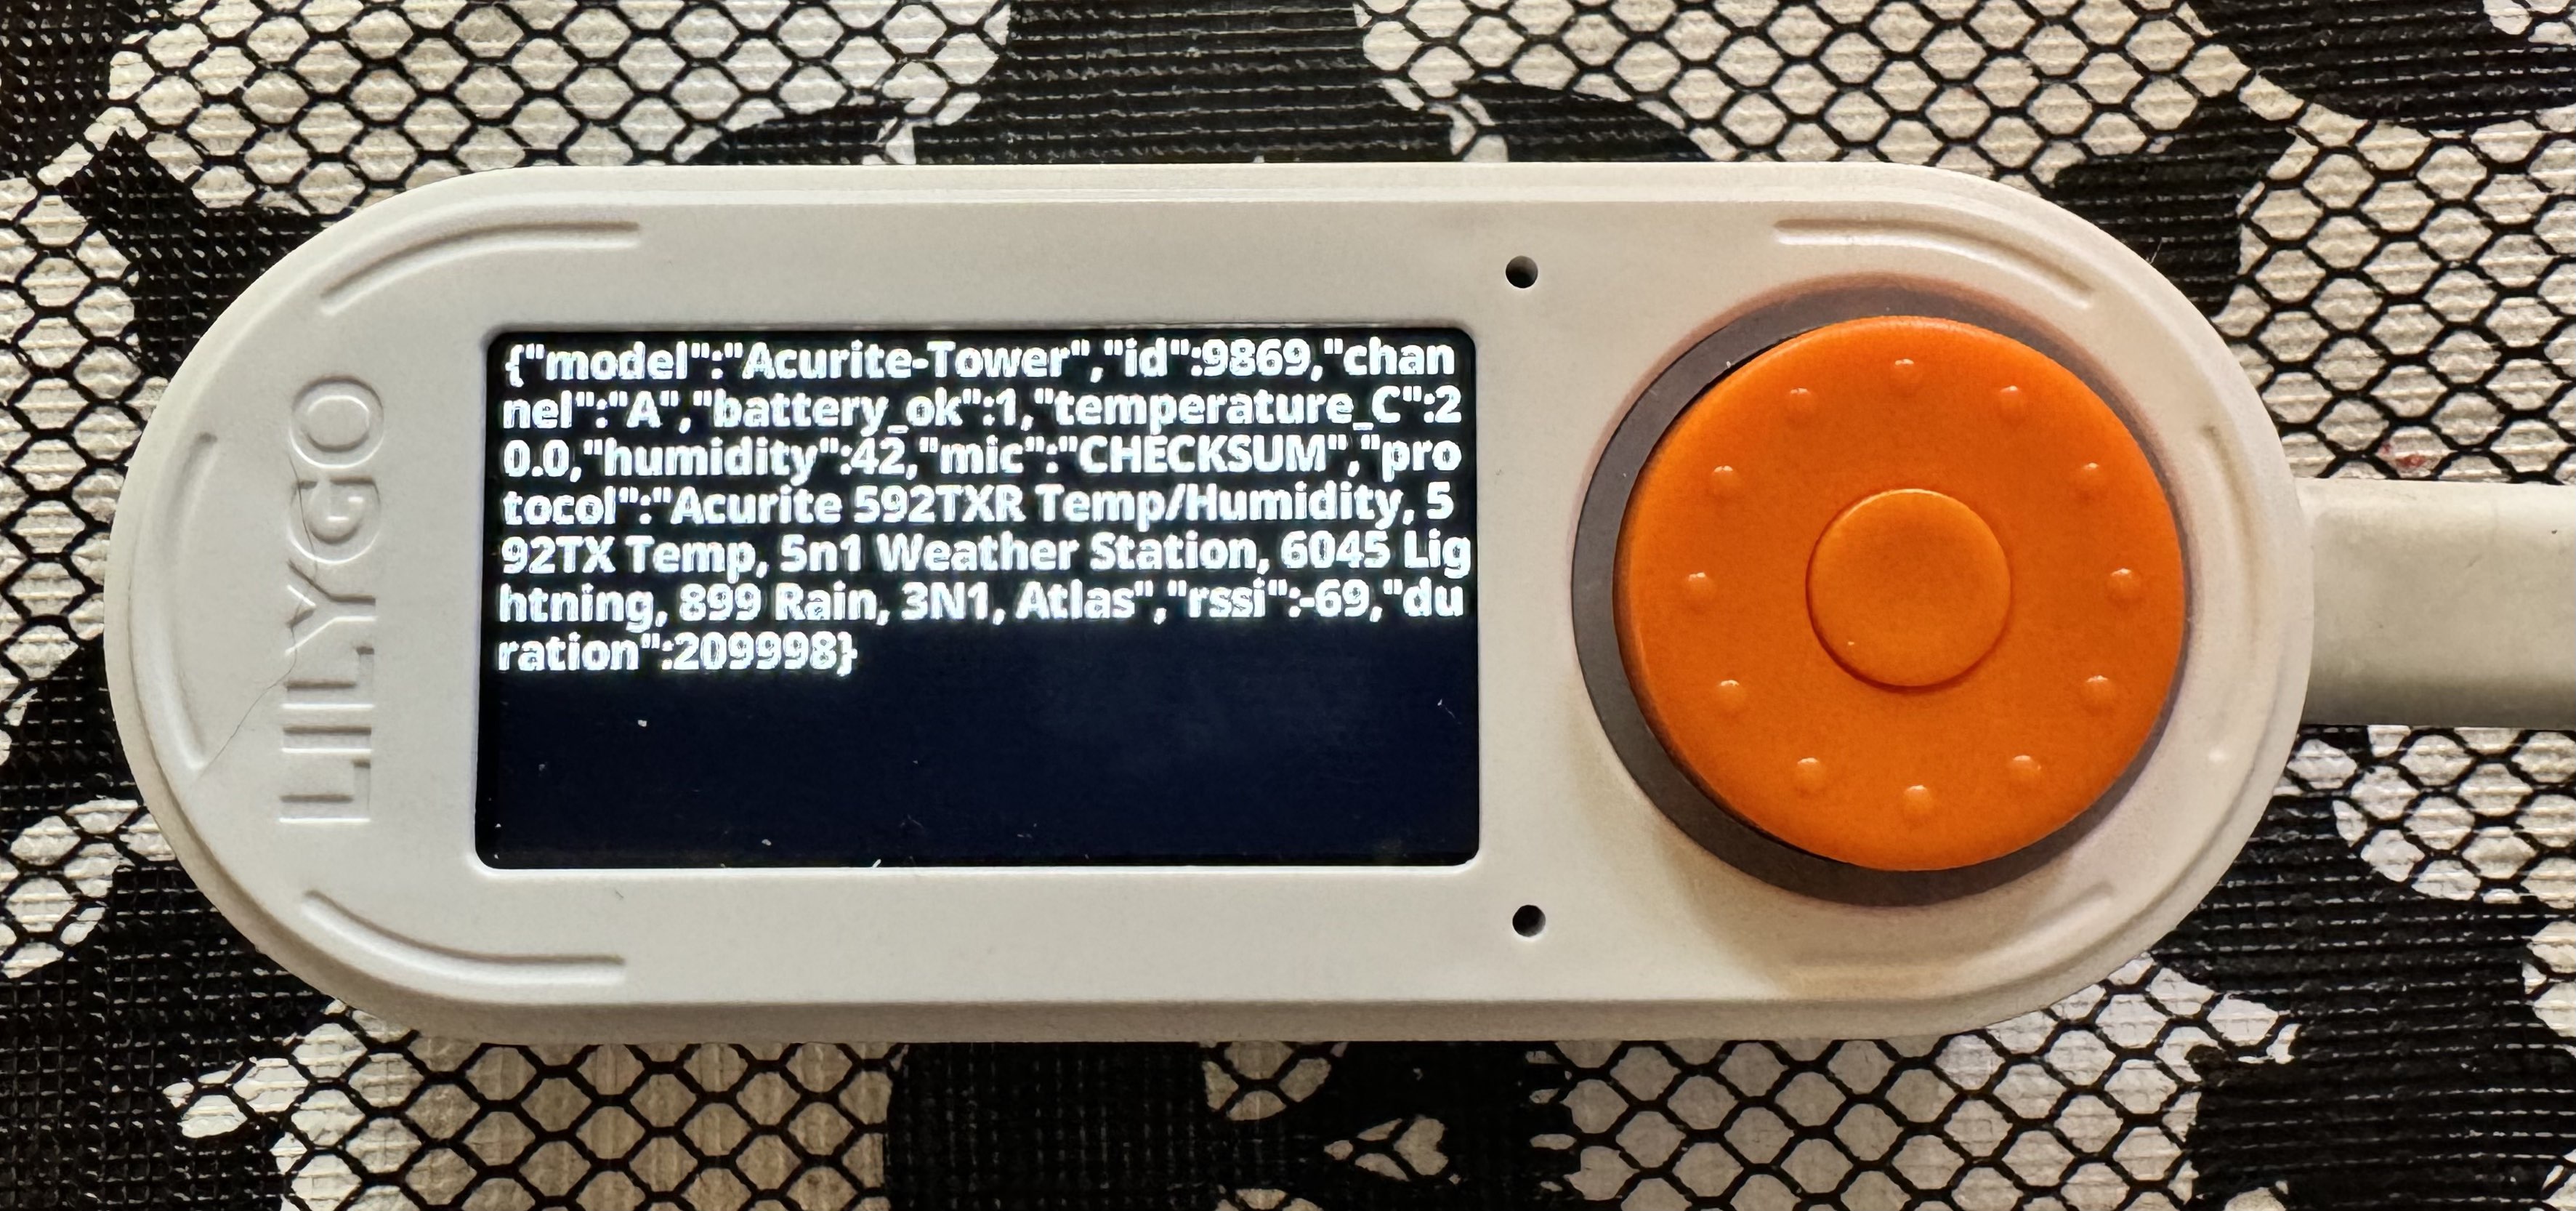 LILYGO
{"model":"Acurite-Tower","id":9869,"chan
nel":"A","battery_ok":1,"temperature_C":2
0.0,"humidity":42,"mic":"CHECKSUM","pro
tocol":"Acurite 592TXR Temp/Humidity, 5
92TX Temp, 5n1 Weather Station, 6045 Lig
htning, 899 Rain, 3N1, Atlas","rssi":-69,"du
ration":209998}